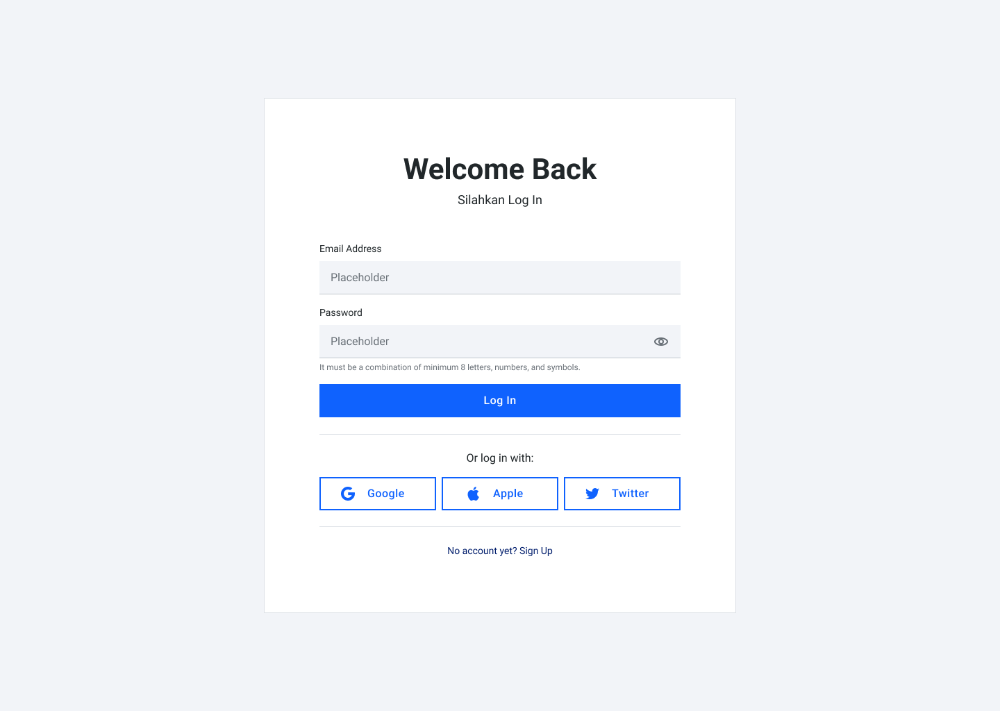 Welcome Back
Silahkan Log In
Email Address
Placeholder
Password
Placeholder
It must be a combination of minimum 8 letters, numbers, and symbols.
Log In
Or log in with:
Google
Apple
Twitter
No account yet? Sign Up